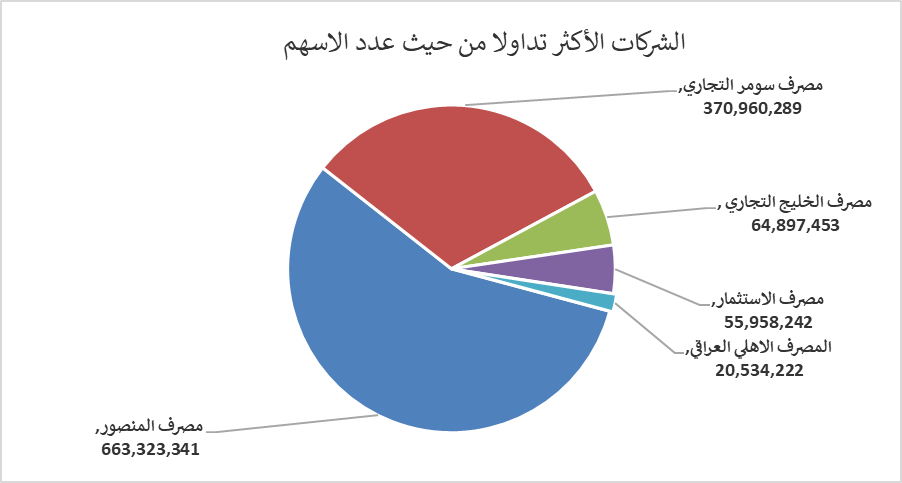 الشركات الأكثر تداولا من حيث عدد الاسهم
مصرف سومر التجاري,
370,960,289
مصرف الخليج التجاري ,
64,897,453
مصرف الاستثمار,
55,958,242
المصرف الاهلي العراقي,
20,534,222
مصرف المنصور,
663,323,341